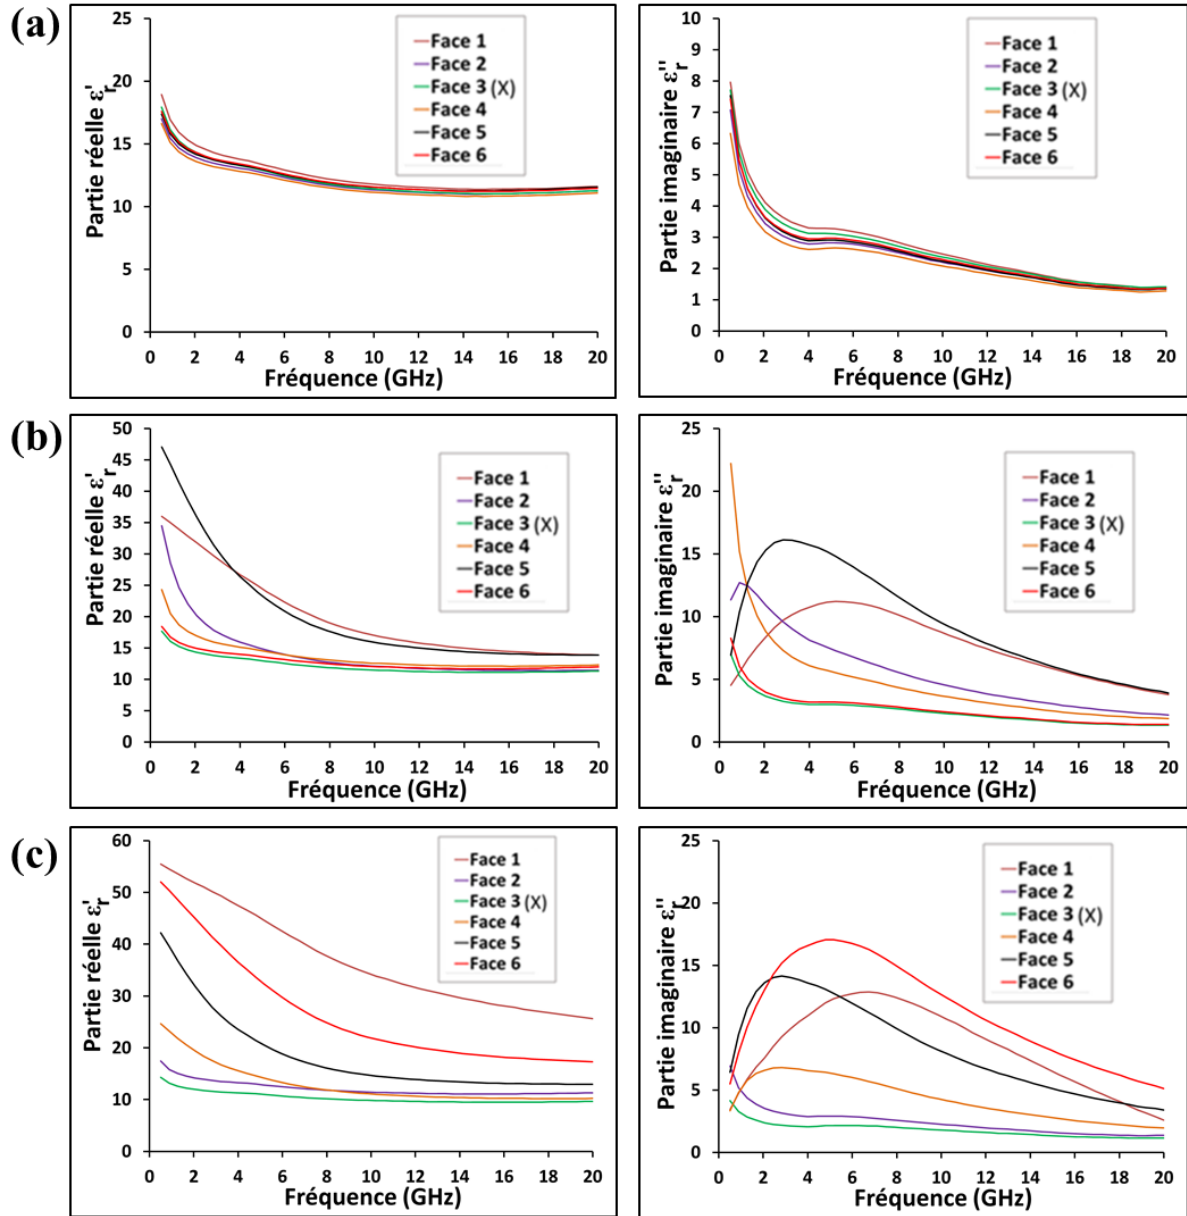 (a)
25
20
15
10
5
0
Partie réelle ε'r
0 2 4 6 8 10 12 14 16 18 20
Fréquence (GHz)
Face 1
Face 2
Face 3 (X)
Face 4
Face 5
Face 6
10
9
8
7
6
5
4
3
2
1
0
Partie imaginaire ε''r
0 2 4 6 8 10 12 14 16 18 20
Fréquence (GHz)
Face 1
Face 2
Face 3 (X)
Face 4
Face 5
Face 6
(b)
50
45
40
35
30
25
20
15
10
5
0
Partie réelle ε'r
0 2 4 6 8 10 12 14 16 18 20
Fréquence (GHz)
Face 1
Face 2
Face 3 (X)
Face 4
Face 5
Face 6
25
20
15
10
5
0
Partie imaginaire ε''r
0 2 4 6 8 10 12 14 16 18 20
Fréquence (GHz)
Face 1
Face 2
Face 3 (X)
Face 4
Face 5
Face 6
(c)
60
50
40
30
20
10
0
Partie réelle ε'r
0 2 4 6 8 10 12 14 16 18 20
Fréquence (GHz)
Face 1
Face 2
Face 3 (X)
Face 4
Face 5
Face 6
25
20
15
10
5
0
Partie imaginaire ε''r
0 2 4 6 8 10 12 14 16 18 20
Fréquence (GHz)
Face 1
Face 2
Face 3 (X)
Face 4
Face 5
Face 6